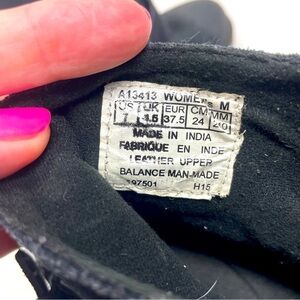 A13413 WOMEN'S M
US UK EUR CM MM
7 4.5 37.5 24 240
MADE IN INDIA
FABRIQUE EN INDE
LEATHER UPPER
BALANCE MAN-MADE
197501 H15